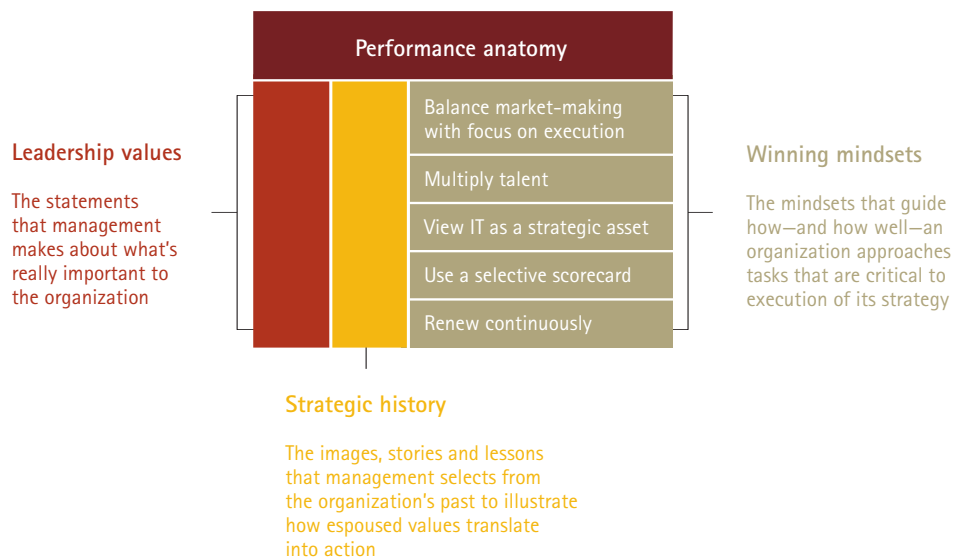 Performance anatomy
Leadership values
The statements
that management
makes about what's
really important to
the organization
Balance market-making
with focus on execution
Multiply talent
View IT as a strategic asset
Use a selective scorecard
Renew continuously
Winning mindsets
The mindsets that guide
how—and how well—an
organization approaches
tasks that are critical to
execution of its strategy
Strategic history
The images, stories and lessons
that management selects from
the organization's past to illustrate
how espoused values translate
into action